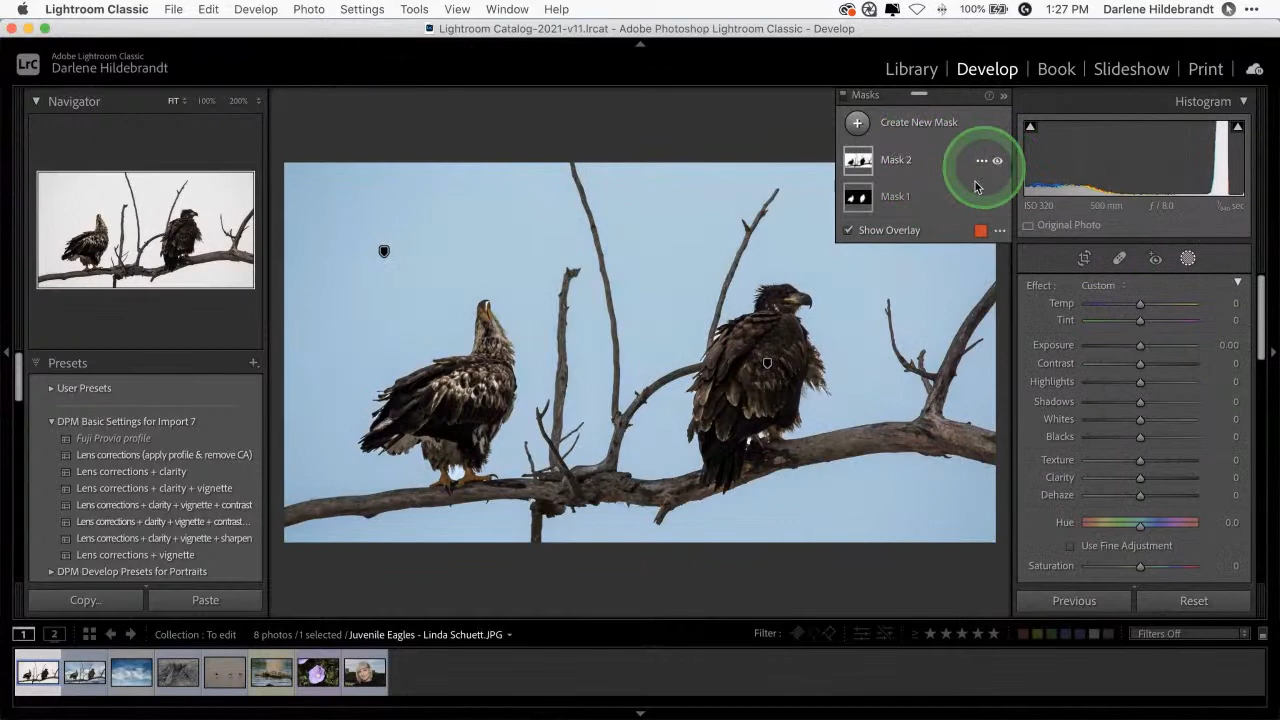 Lightroom Classic File Edit Develop Photo Settings Tools View Window Help 100% 1:27 PM Darlene Hildebrandt
Lightroom Catalog-2021-v11.lrcat - Adobe Photoshop Lightroom Classic - Develop
LrC
Adobe Lightroom Classic
Darlene Hildebrandt
Library | Develop | Book | Slideshow | Print
Navigator FIT 100% 200%
Masks
Create New Mask
Mask 2
Mask 1
Show Overlay
Histogram
ISO 320 500 mm ƒ / 8.0
Original Photo
Effect : Custom
Temp 0
Tint 0
Exposure 0.00
Contrast 0
Highlights 0
Shadows 0
Whites 0
Blacks 0
Texture 0
Clarity 0
Dehaze 0
Hue 0.0
Use Fine Adjustment
Saturation 0
Presets
User Presets
DPM Basic Settings for Import 7
Fuji Provia profile
Lens corrections (apply profile & remove CA)
Lens corrections + clarity
Lens corrections + clarity + vignette
Lens corrections + clarity + vignette + contrast
Lens corrections + clarity + vignette + contrast...
Lens corrections + clarity + vignette + sharpen
Lens corrections + vignette
DPM Develop Presets for Portraits
Copy... Paste
Previous Reset
1 2 Collection : To edit 8 photos /1 selected / Juvenile Eagles - Linda Schuett.JPG Filter : Filters Off